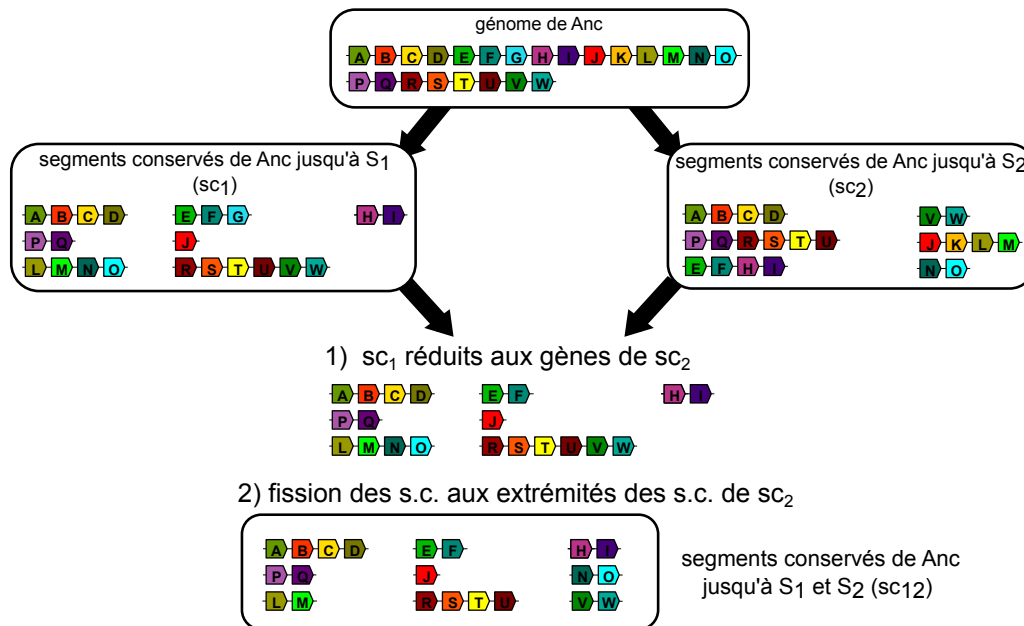 génome de Anc
A B C D E F G H I J K L M N O
P Q R S T U V W
segments conservés de Anc jusqu'à S1
(sc1)
A B C D E F G H I
P Q J
L M N O R S T U V W
segments conservés de Anc jusqu'à S2
(sc2)
A B C D V W
P Q R S T U J K L M
E F H I N O
1) sc1 réduits aux gènes de sc2
A B C D E F H I
P Q J
L M N O R S T U V W
2) fission des s.c. aux extrémités des s.c. de sc2
A B C D E F H I
P Q J N O
L M R S T U V W
segments conservés de Anc
jusqu'à S1 et S2 (sc12)